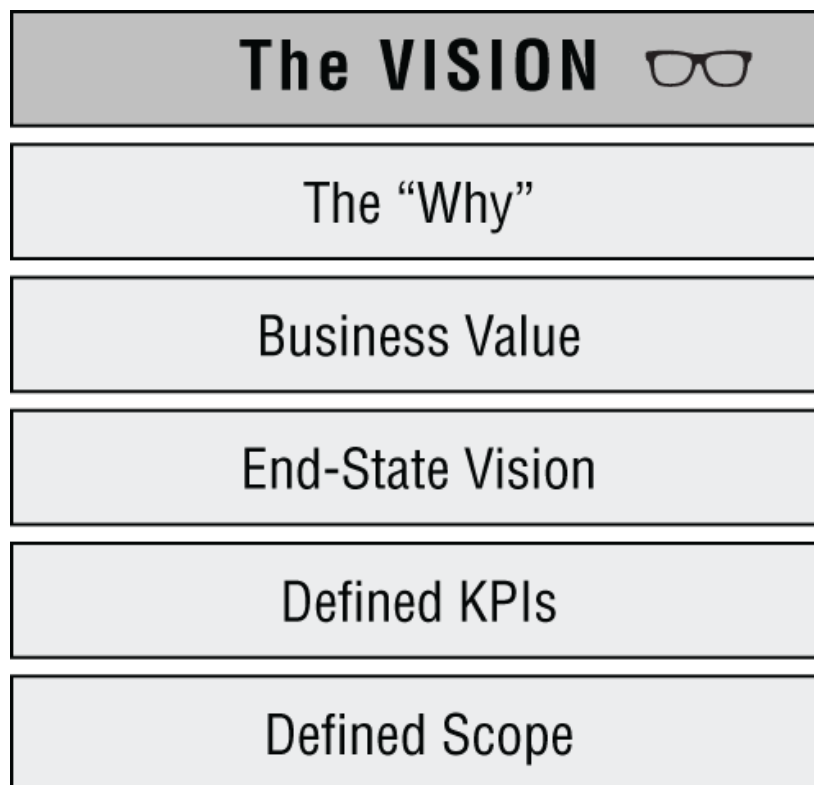 The VISION
The “Why”
Business Value
End-State Vision
Defined KPIs
Defined Scope